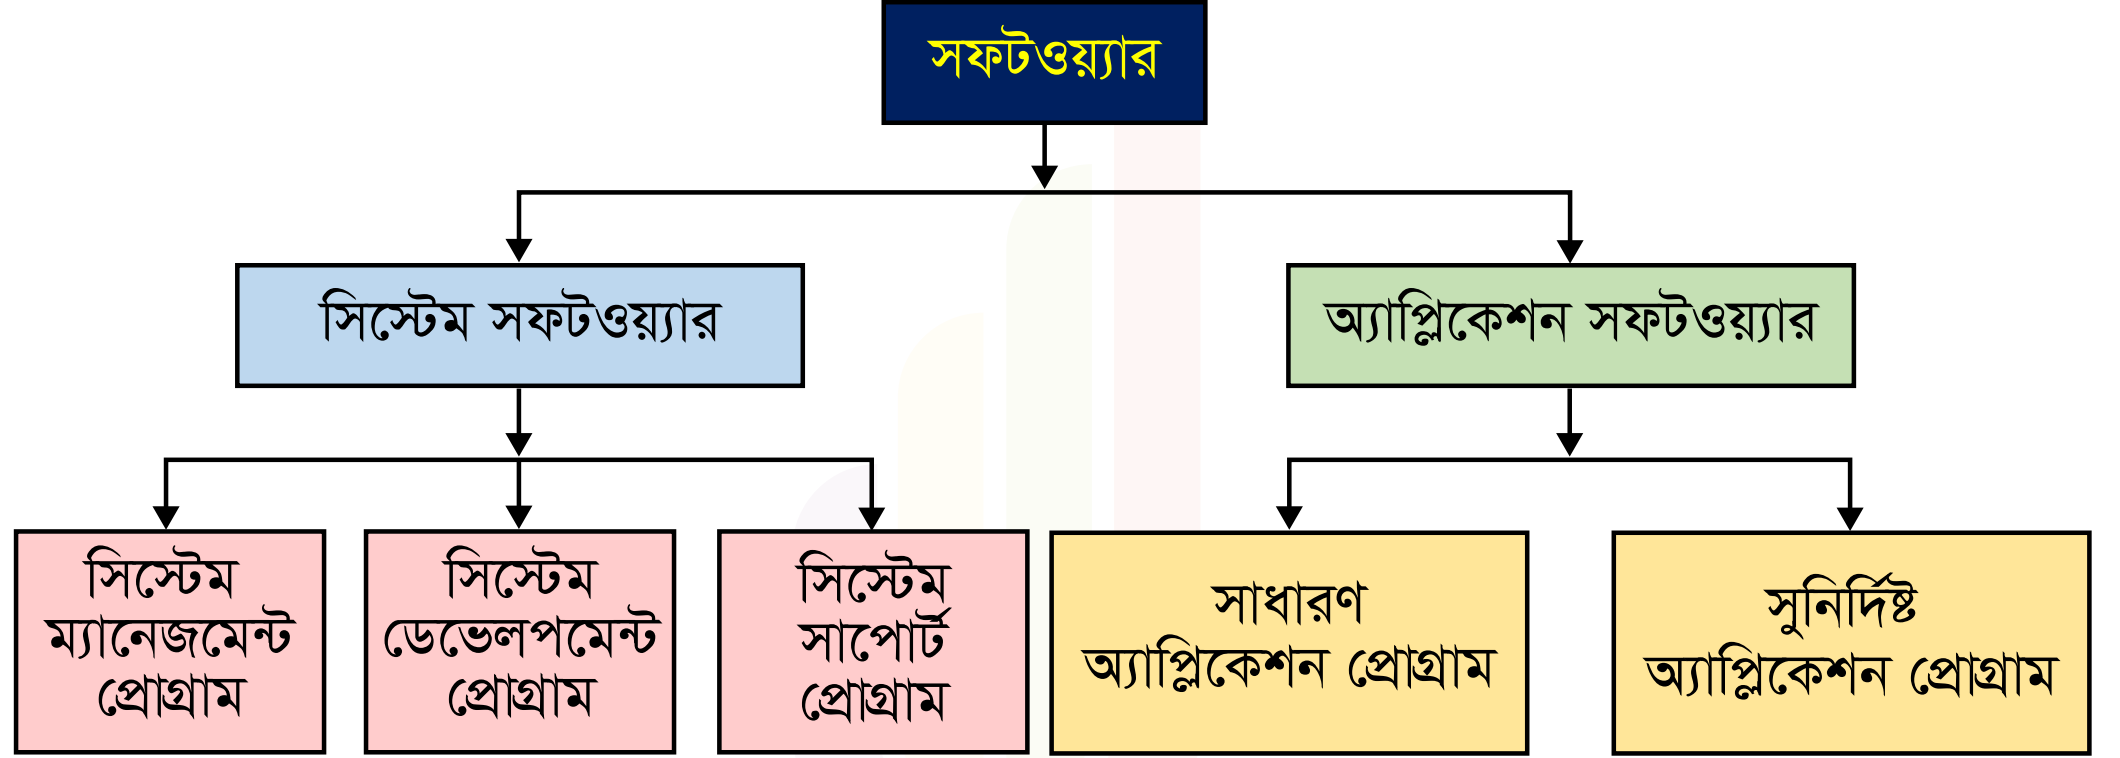 সফটওয়্যার
সিস্টেম সফটওয়্যার
অ্যাপ্লিকেশন সফটওয়্যার
সিস্টেম
ম্যানেজমেন্ট
প্রোগ্রাম
সিস্টেম
ডেভেলপমেন্ট
প্রোগ্রাম
সিস্টেম
সাপোর্ট
প্রোগ্রাম
সাধারণ
অ্যাপ্লিকেশন প্রোগ্রাম
সুনির্দিষ্ট
অ্যাপ্লিকেশন প্রোগ্রাম